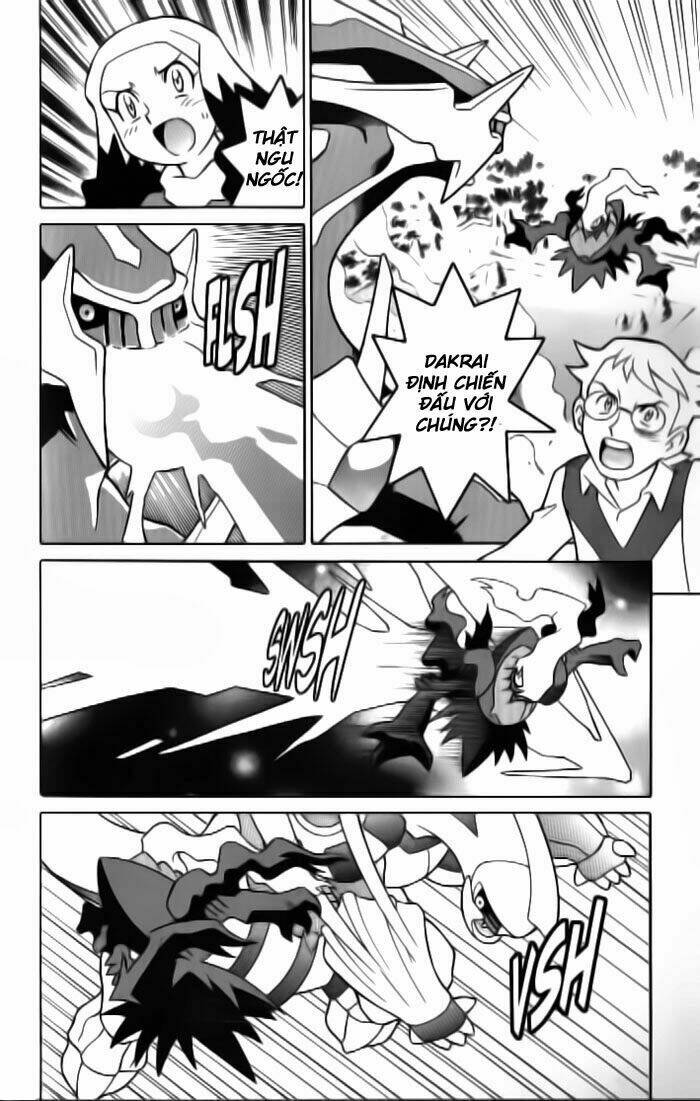 THẬT
NGU
NGỐC!
DAKRAI
ĐỊNH CHIẾN
ĐẤU VỚI
CHÚNG?!
FLSH
SWSH
VSH